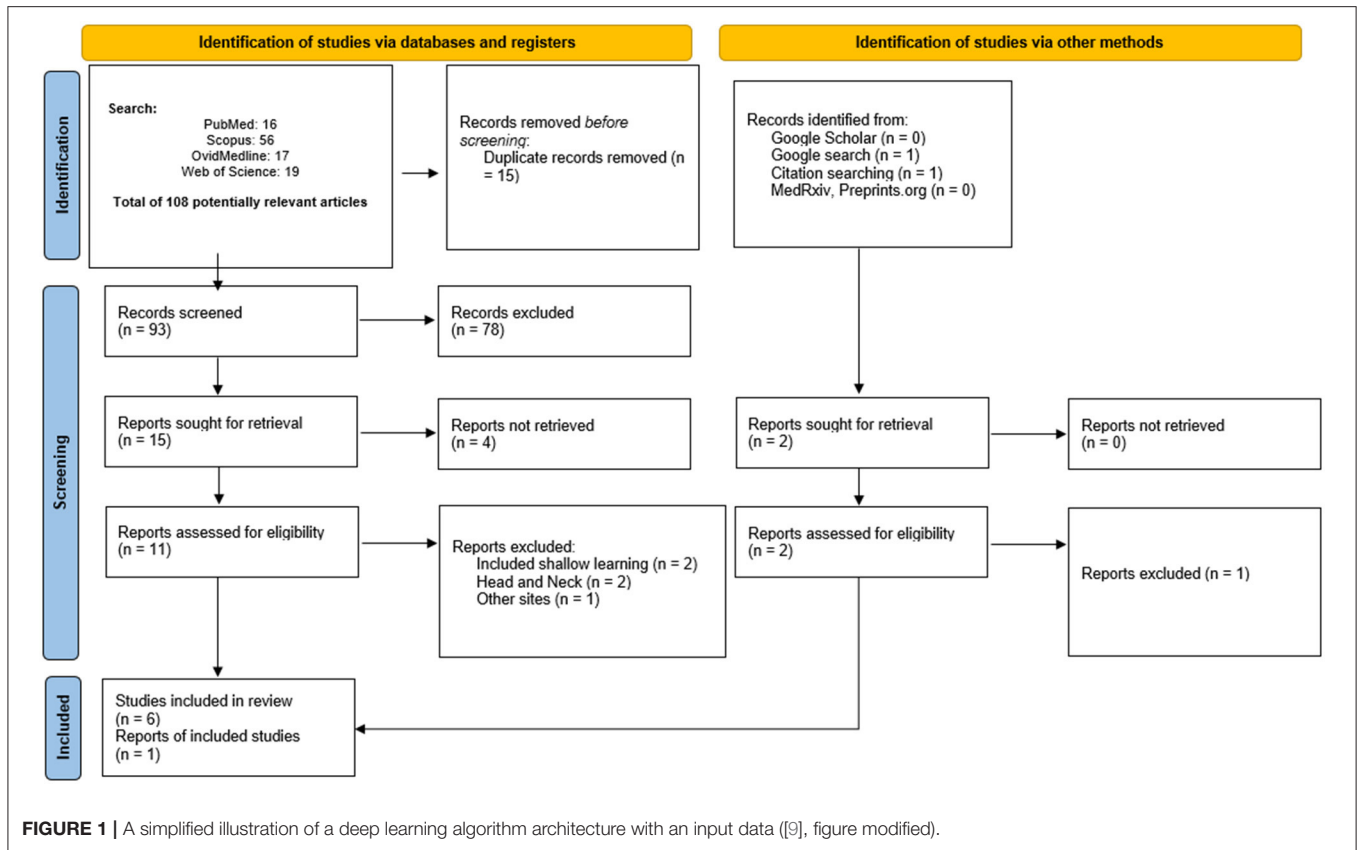 Identification of studies via databases and registers
Identification of studies via other methods
Identification
Search:
PubMed: 16
Scopus: 56
OvidMedline: 17
Web of Science: 19
Total of 108 potentially relevant articles
Records removed before
screening:
Duplicate records removed (n
= 15)
Records identified from:
Google Scholar (n = 0)
Google search (n = 1)
Citation searching (n = 1)
MedRxiv, Preprints.org (n = 0)
Screening
Records screened
(n = 93)
Records excluded
(n = 78)
Reports sought for retrieval
(n = 15)
Reports not retrieved
(n = 4)
Reports sought for retrieval
(n = 2)
Reports not retrieved
(n = 0)
Reports assessed for eligibility
(n = 11)
Reports excluded:
Included shallow learning (n = 2)
Head and Neck (n = 2)
Other sites (n = 1)
Reports assessed for eligibility
(n = 2)
Reports excluded (n = 1)
Included
Studies included in review
(n = 6)
Reports of included studies
(n = 1)
FIGURE 1 | A simplified illustration of a deep learning algorithm architecture with an input data ([9], figure modified).